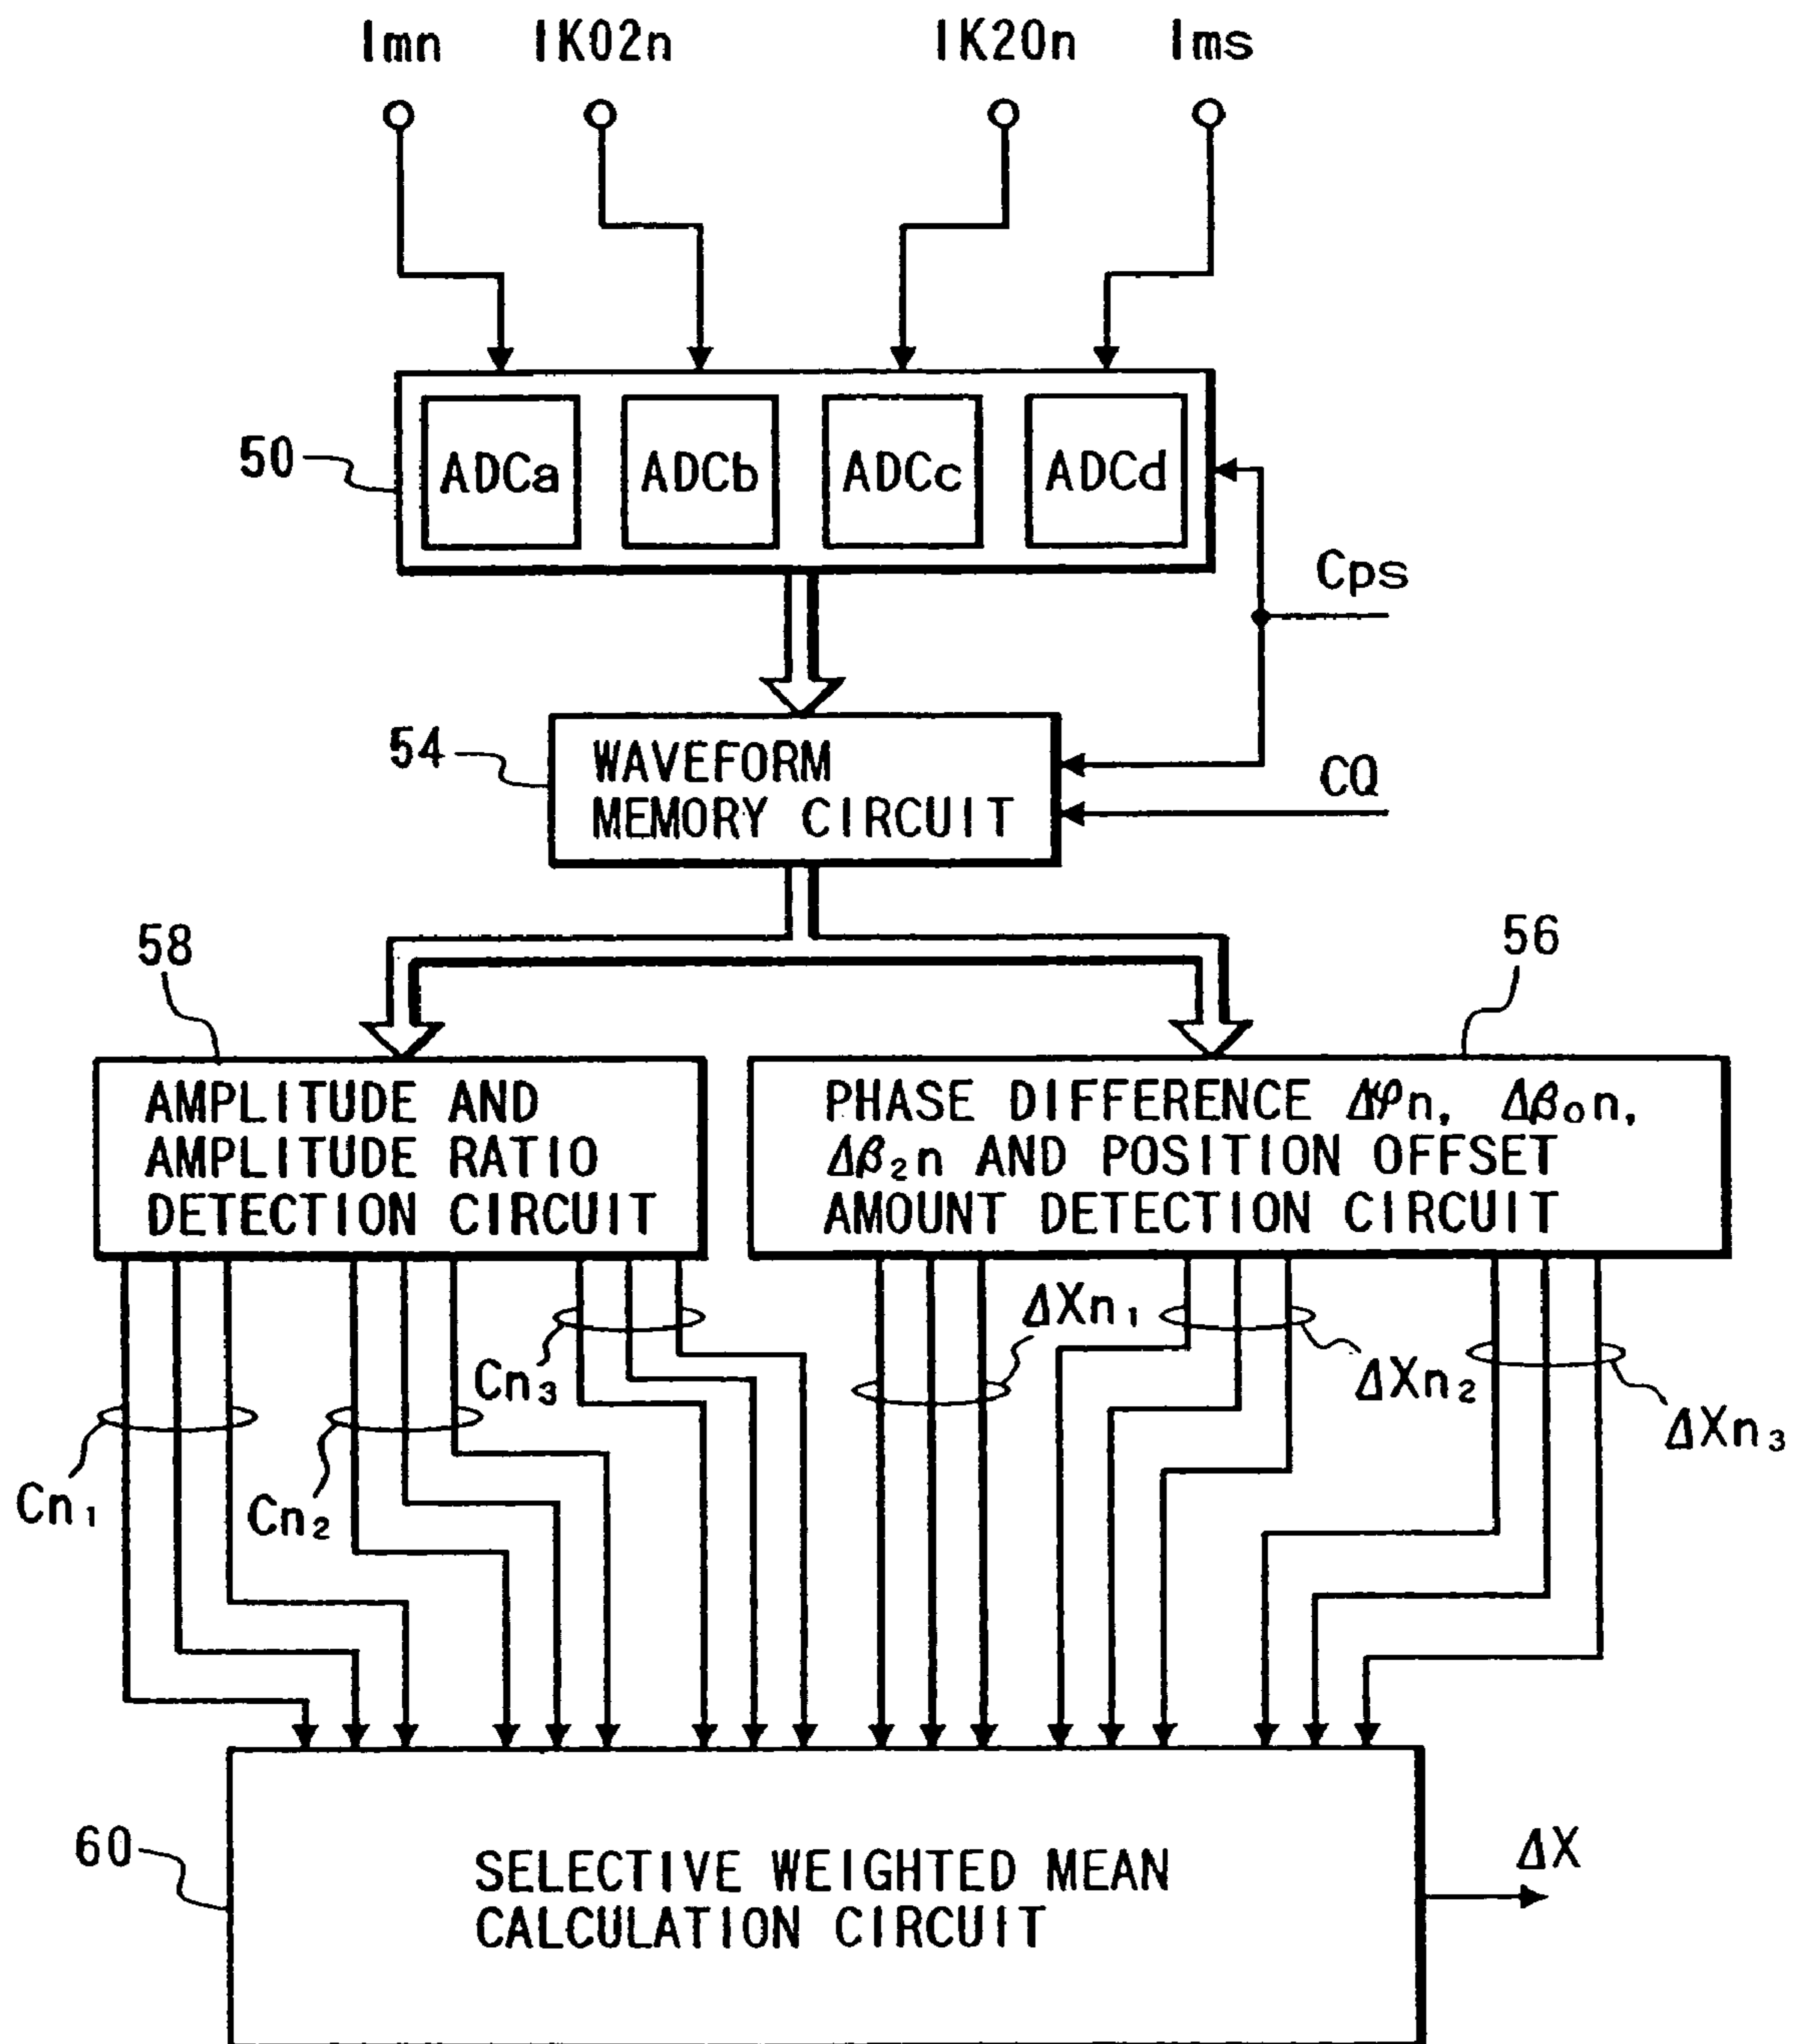 Imn IK02n IK20n Ims
50 ADCa ADCb ADCc ADCd
Cps
54 WAVEFORM
MEMORY CIRCUIT
CQ
58
56
AMPLITUDE AND
AMPLITUDE RATIO
DETECTION CIRCUIT
PHASE DIFFERENCE Δφn, Δβ₀n,
Δβ₂n AND POSITION OFFSET
AMOUNT DETECTION CIRCUIT
Cn₁
Cn₂
Cn₃
ΔXn₁
ΔXn₂
ΔXn₃
60
SELECTIVE WEIGHTED MEAN
CALCULATION CIRCUIT
ΔX